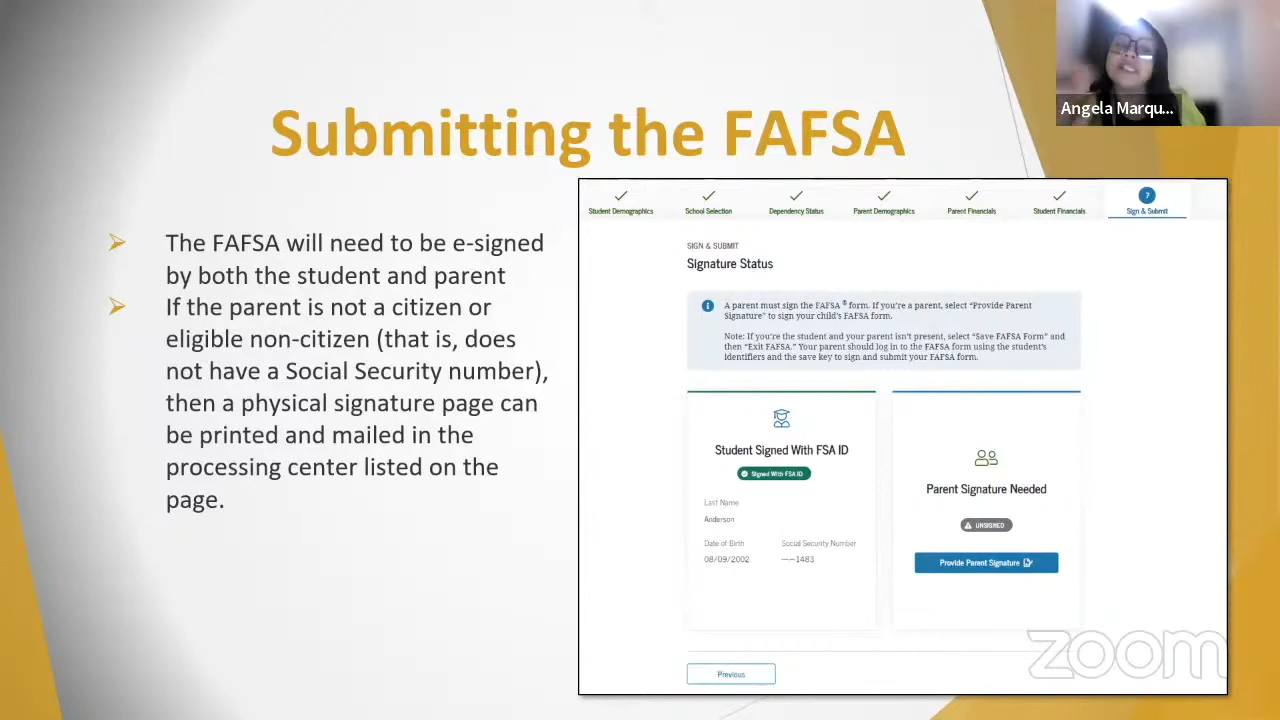 Submitting the FAFSA
Angela Marqu...
The FAFSA will need to be e-signed
by both the student and parent
If the parent is not a citizen or
eligible non-citizen (that is, does
not have a Social Security number),
then a physical signature page can
be printed and mailed in the
processing center listed on the
page.
Student Demographics
School Selection
Dependency Status
Parent Demographics
Parent Financials
Student Financials
7
Sign & Submit
SIGN & SUBMIT
Signature Status
A parent must sign the FAFSA® form. If you're a parent, select "Provide Parent
Signature" to sign your child's FAFSA form.
Note: If you're the student and your parent isn't present, select "Save FAFSA Form" and
then "Exit FAFSA." Your parent should log in to the FAFSA form using the student's
identifiers and the save key to sign and submit your FAFSA form.
Student Signed With FSA ID
Signed With FSA ID
Last Name
Anderson
Date of Birth
Social Security Number
08/09/2002
---1483
Parent Signature Needed
UNSIGNED
Provide Parent Signature
Previous
zoom